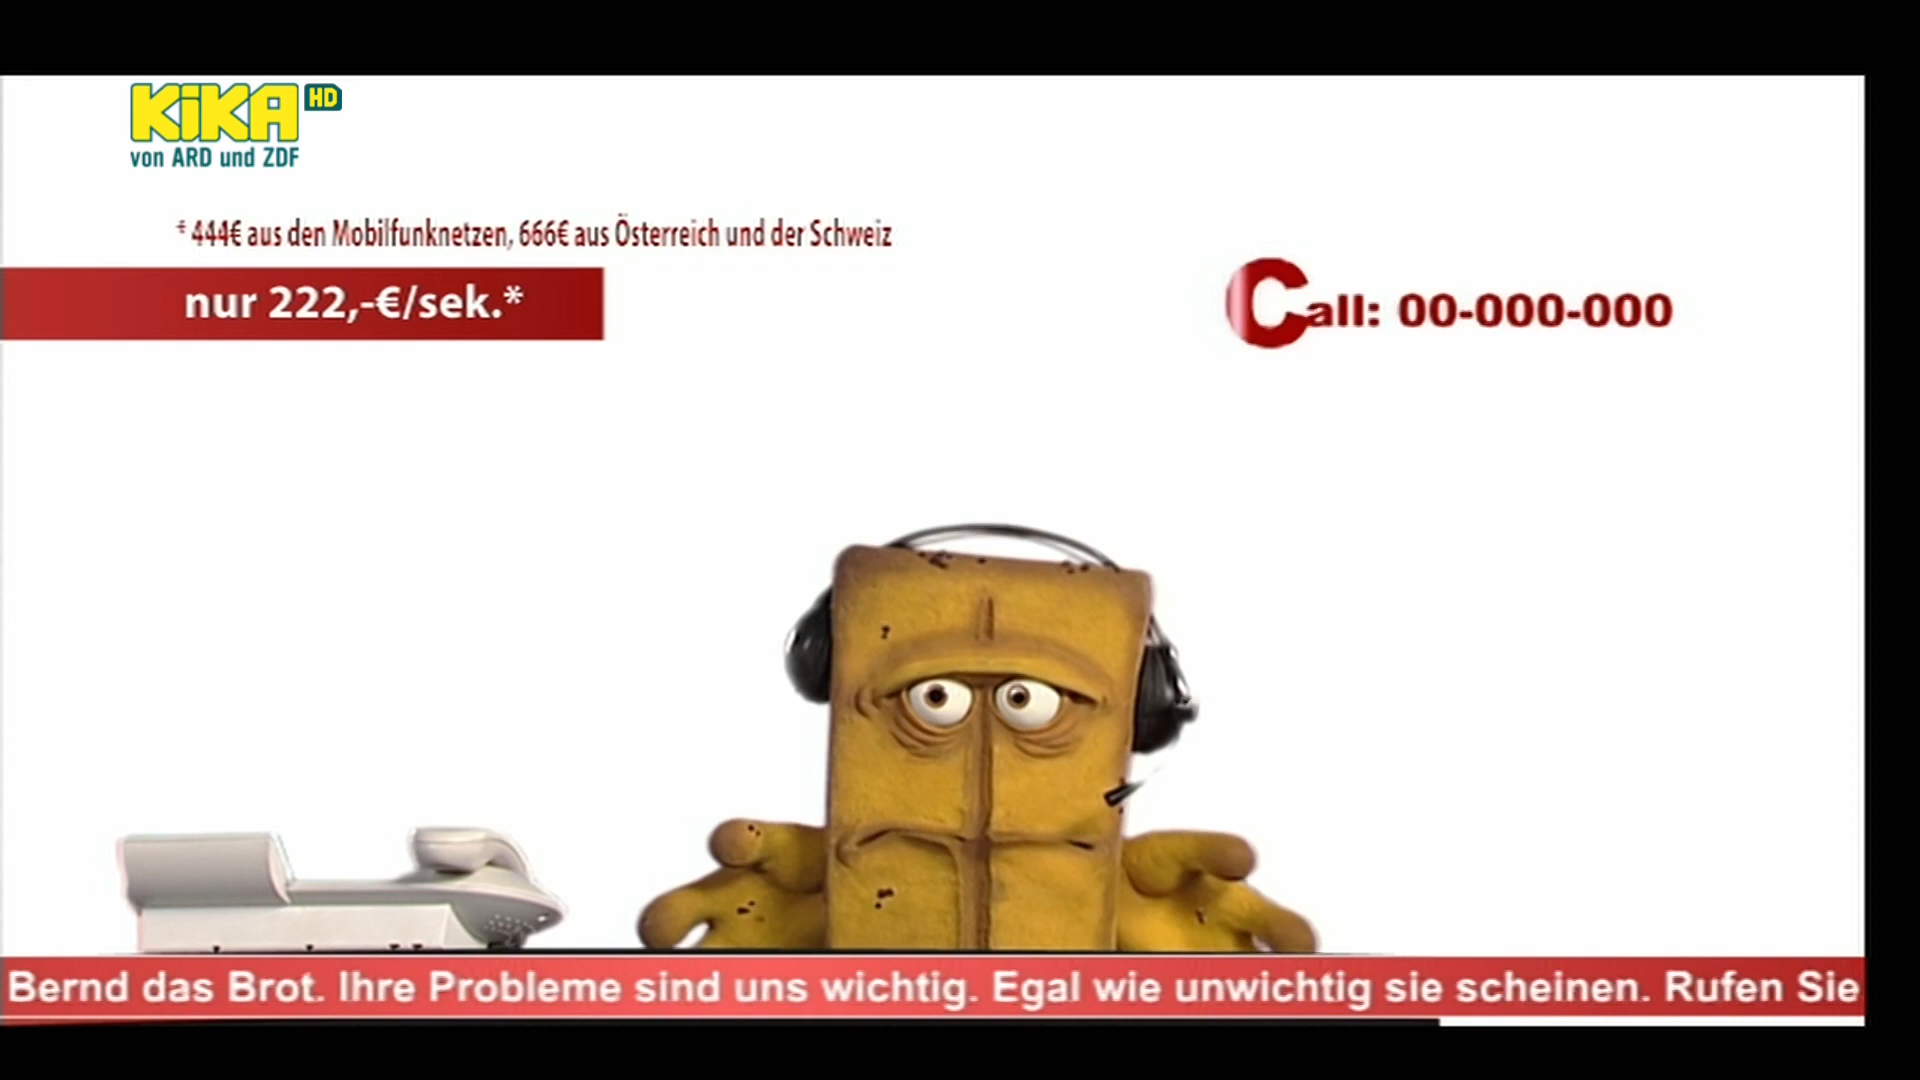 KiKA HD
von ARD und ZDF
* 444€ aus den Mobilfunknetzen, 666€ aus Österreich und der Schweiz
nur 222,-€/sek.*
Call: 00-000-000
Bernd das Brot. Ihre Probleme sind uns wichtig. Egal wie unwichtig sie scheinen. Rufen Sie